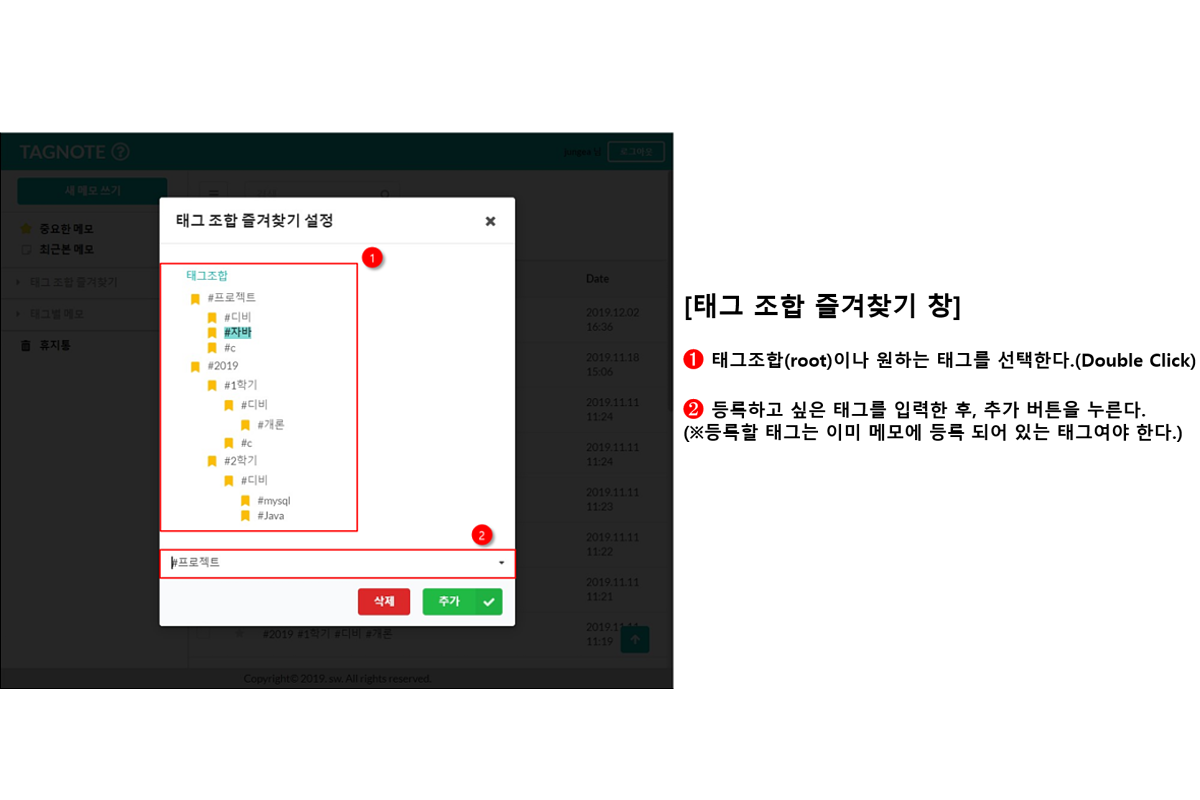 TAGNOTE ?
로그아웃
새 메모 쓰기
중요한 메모
최근본 메모
태그 조합 즐겨찾기
태그별 메모
휴지통
태그 조합 즐겨찾기 설정
1
태그조합
#프로젝트
#디비
#자바
#c
#2019
#1학기
#디비
#개론
#c
#2학기
#디비
#mysql
#Java
2
#프로젝트
삭제
추가
Date
2019.12.02
16:36
2019.11.18
15:06
2019.11.11
11:24
2019.11.11
11:24
2019.11.11
11:23
2019.11.11
11:22
2019.11.11
11:21
2019.11.11
11:19
#2019 #1학기 #디비 #개론
Copyright© 2019. sw. All rights reserved.
[태그 조합 즐겨찾기 창]
❶ 태그조합(root)이나 원하는 태그를 선택한다.(Double Click)
❷ 등록하고 싶은 태그를 입력한 후, 추가 버튼을 누른다.
(※등록할 태그는 이미 메모에 등록 되어 있는 태그여야 한다.)